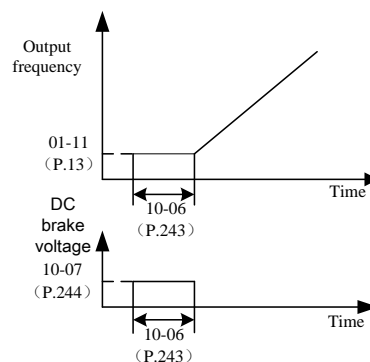 Output
frequency
01-11
（P.13）
Time
10-06
（P.243）
DC
brake
voltage
10-07
（P.244）
Time
10-06
（P.243）